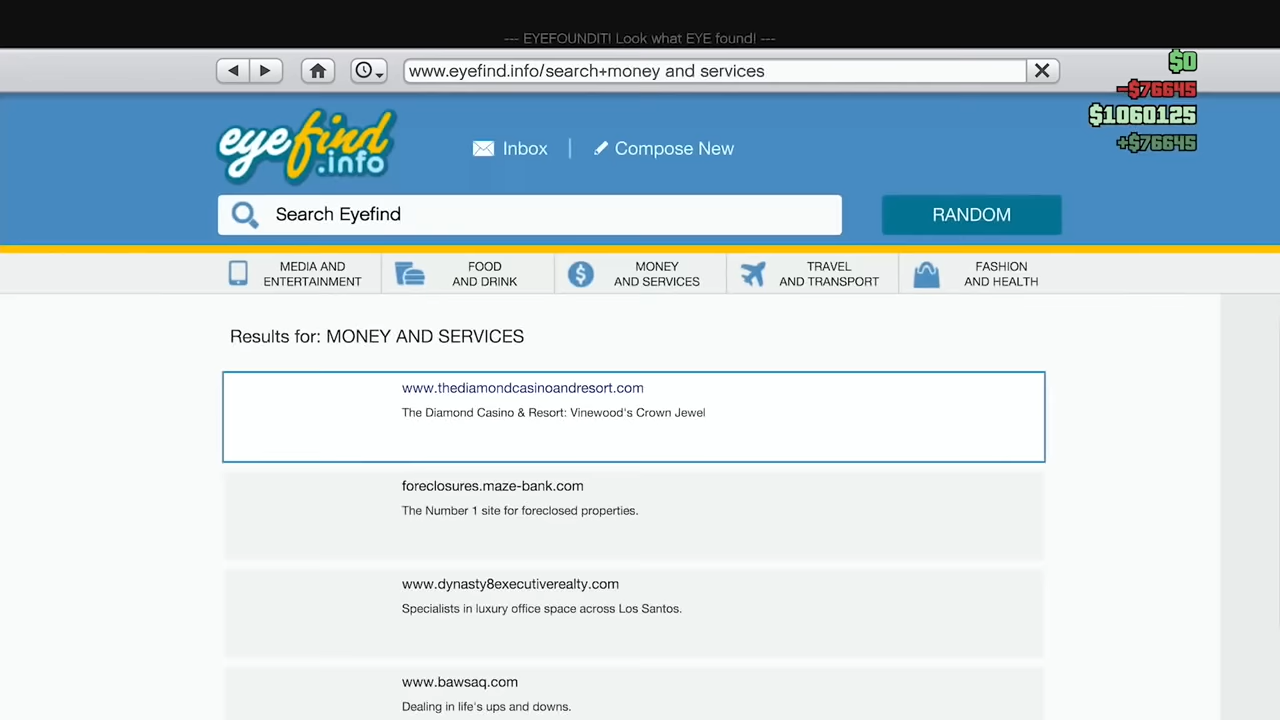 --- EYEFOUNDIT! Look what EYE found! ---
www.eyefind.info/search+money and services
$0
-$76645
$1060125
+$76645
eyefind
.info
Inbox
Compose New
Search Eyefind
RANDOM
MEDIA AND
ENTERTAINMENT
FOOD
AND DRINK
MONEY
AND SERVICES
TRAVEL
AND TRANSPORT
FASHION
AND HEALTH
Results for: MONEY AND SERVICES
www.thediamondcasinoandresort.com
The Diamond Casino & Resort: Vinewood's Crown Jewel
foreclosures.maze-bank.com
The Number 1 site for foreclosed properties.
www.dynasty8executiverealty.com
Specialists in luxury office space across Los Santos.
www.bawsaq.com
Dealing in life's ups and downs.